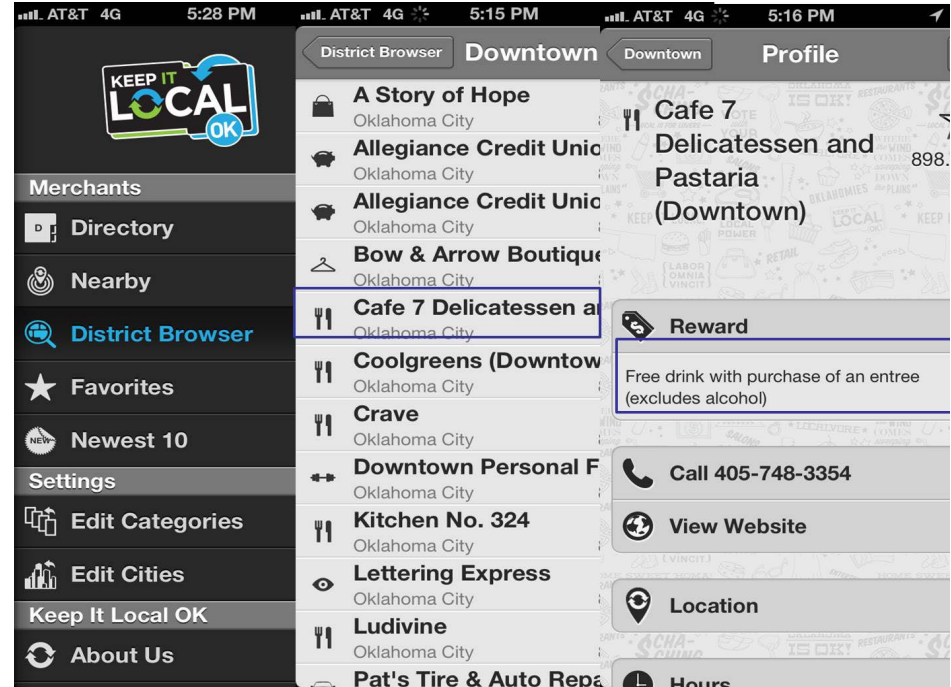 AT&T 4G 5:28 PM
KEEP IT
LOCAL
OK
Merchants
D
Directory
Nearby
District Browser
Favorites
NEW
Newest 10
Settings
Edit Categories
Edit Cities
Keep It Local OK
About Us
AT&T 4G 5:15 PM
District Browser Downtown
A Story of Hope
Oklahoma City
Allegiance Credit Unio
Oklahoma City
Allegiance Credit Unio
Oklahoma City
Bow & Arrow Boutique
Oklahoma City
Cafe 7 Delicatessen a
Oklahoma City
Coolgreens (Downtow
Oklahoma City
Crave
Oklahoma City
Downtown Personal F
Oklahoma City
Kitchen No. 324
Oklahoma City
Lettering Express
Oklahoma City
Ludivine
Oklahoma City
Pat's Tire & Auto Repa
AT&T 4G 5:16 PM
Downtown Profile
Cafe 7
Delicatessen and
Pastaria
(Downtown)
898.
Reward
Free drink with purchase of an entree
(excludes alcohol)
Call 405-748-3354
View Website
Location
Hours